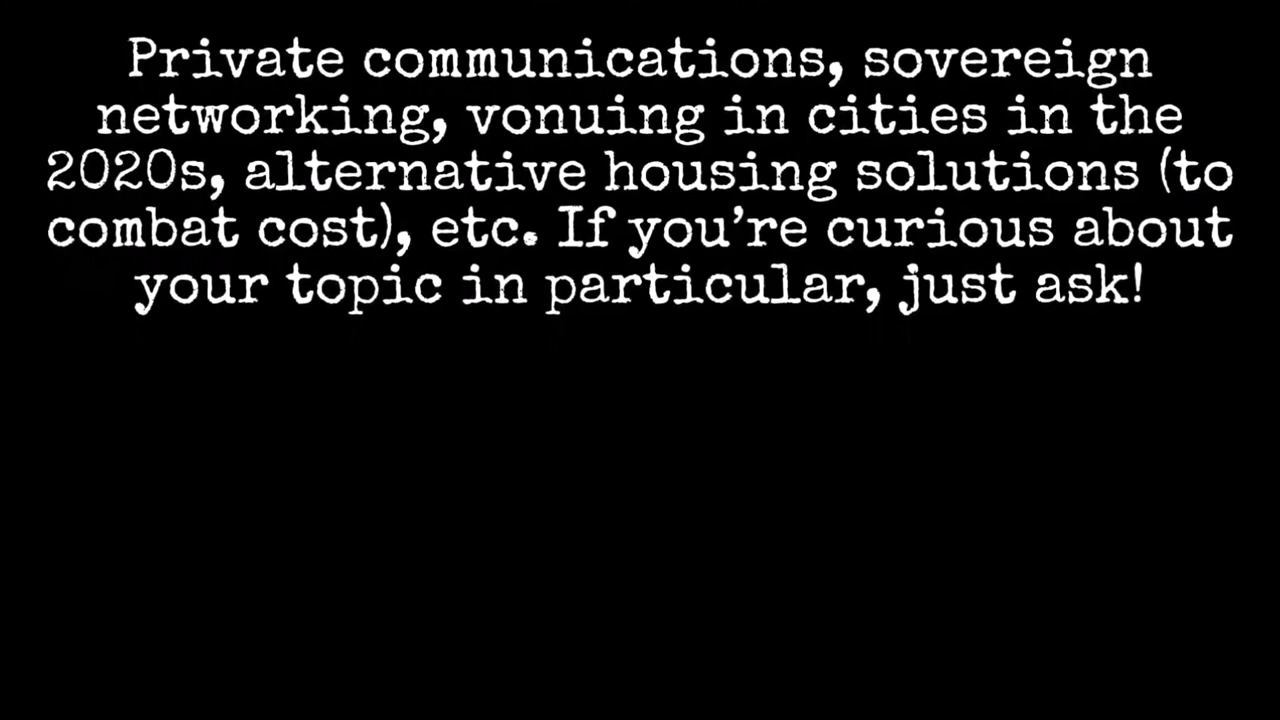 Private communications, sovereign
networking, vonuing in cities in the
2020s, alternative housing solutions (to
combat cost), etc. If you’re curious about
your topic in particular, just ask!